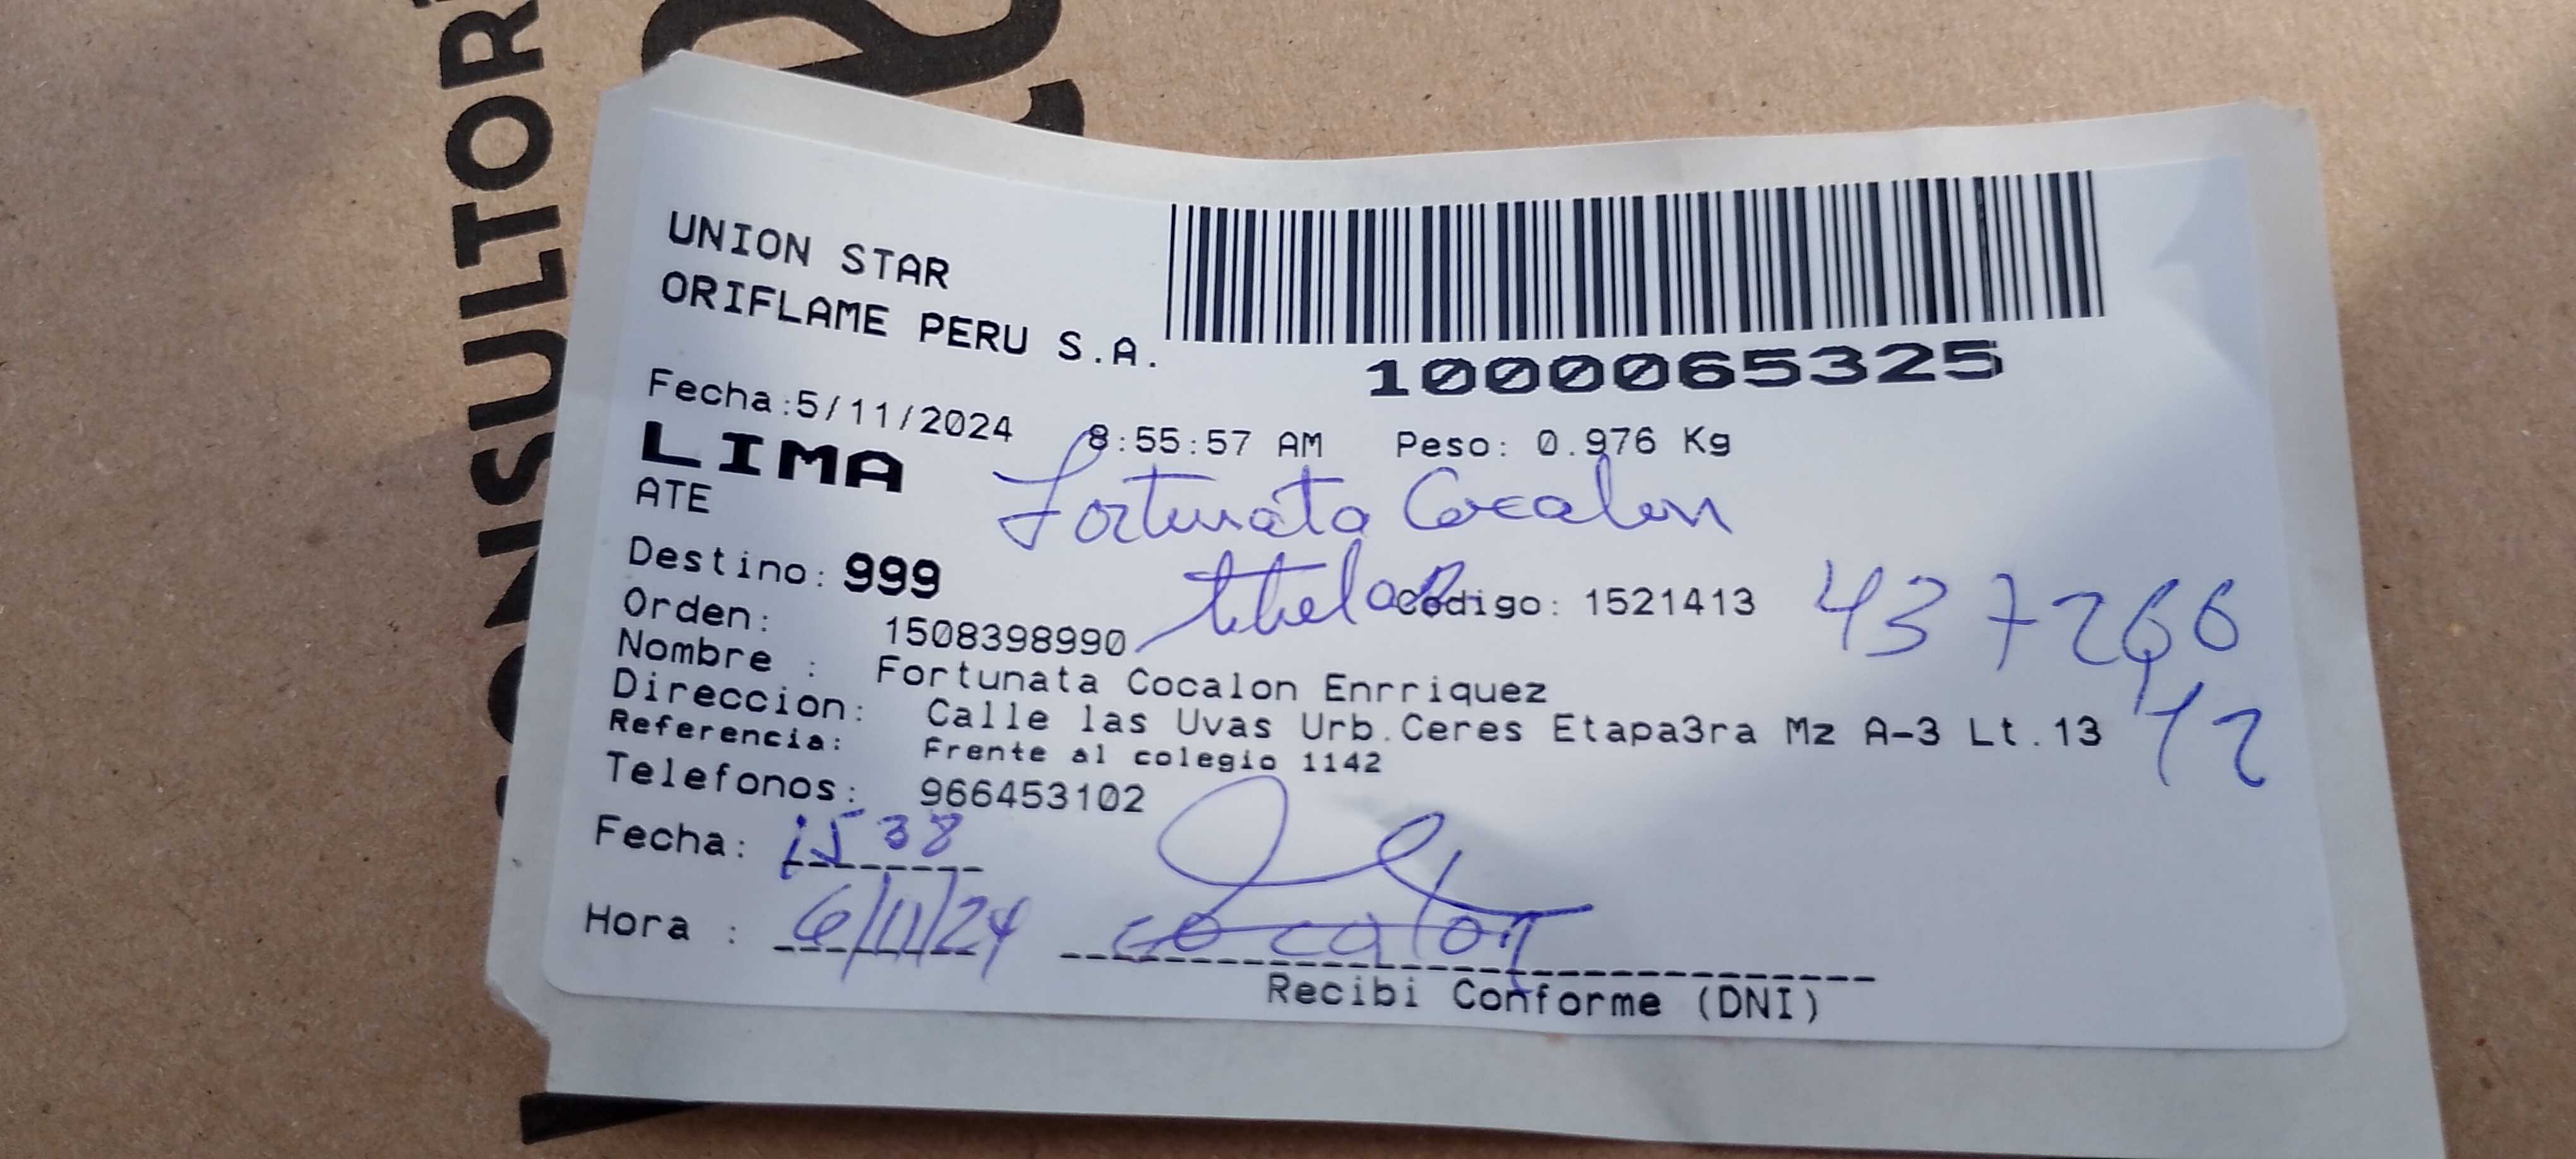 CONSULTOR
UNION STAR
ORIFLAME PERU S.A.
1000065325
Fecha:5/11/2024 8:55:57 AM Peso: 0.976 Kg
LIMA
ATE
Fortunata Cocalon
titular
Destino: 999
Orden: 1508398990 Codigo: 1521413
43726642
Nombre : Fortunata Cocalon Enrriquez
Direccion: Calle las Uvas Urb.Ceres Etapa3ra Mz A-3 Lt.13
Referencia: Frente al colegio 1142
Telefonos: 966453102
Fecha: 15 38
Hora : 6/11/24 cocalon
Recibi Conforme (DNI)